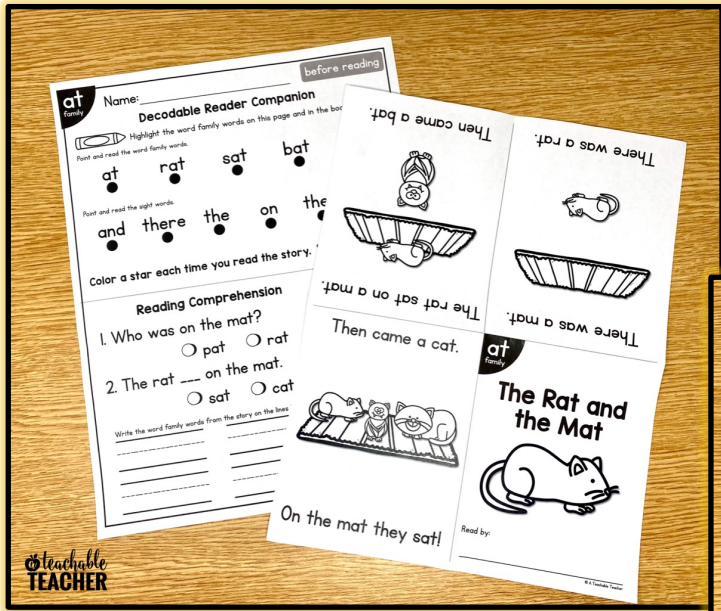 at
family
Name:
before reading
Decodable Reader Companion
Highlight the word family words on this page and in the
Point and read the word family words.
at rat sat bat
Point and read the sight words.
and there the on
Color a star each time you read the story.
Reading Comprehension
1. Who was on the mat?
pat rat
2. The rat ___ on the mat.
sat cat
Write the word family words from the story on the lines
There was a rat.
There was a mat.
Then came a bat.
The rat sat on a mat.
Then came a cat.
On the mat they sat!
at
family
The Rat and
the Mat
Read by:
© A Teachable Teacher
a teachable
TEACHER